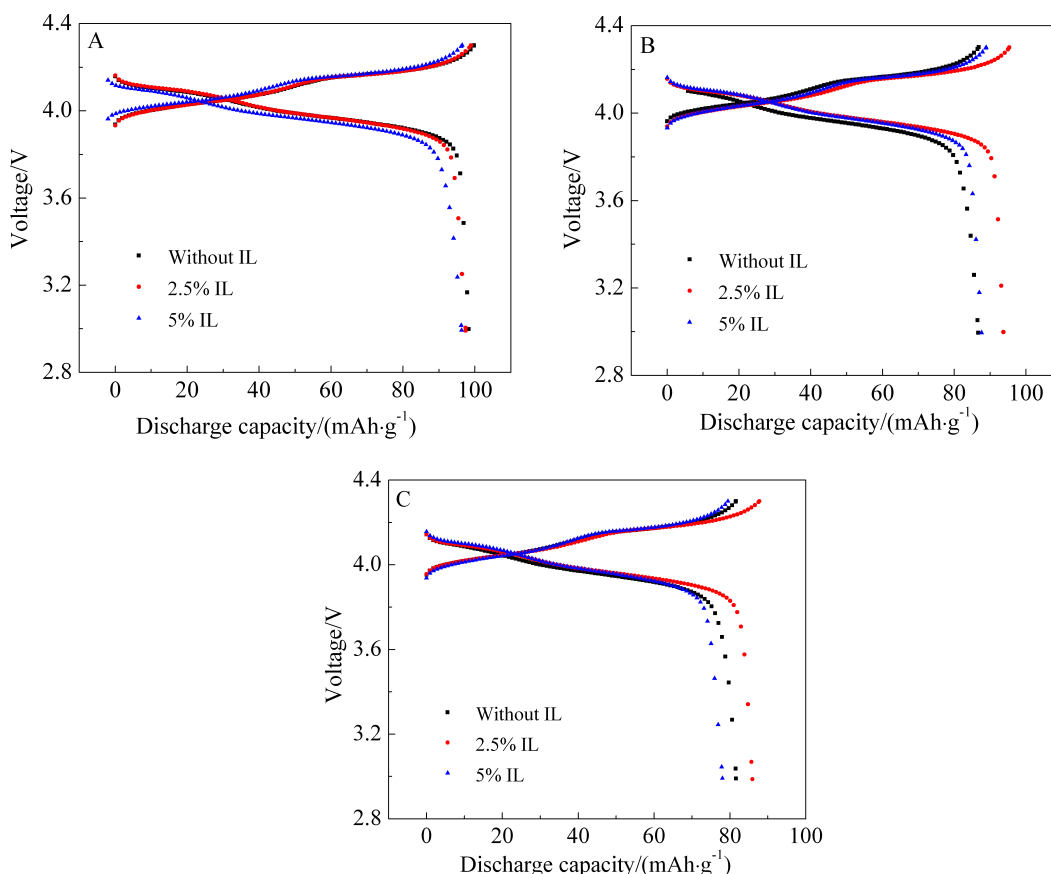 A
4.4
4.0
3.6
3.2
2.8
Voltage/V
Without IL
2.5% IL
5% IL
0 20 40 60 80 100
Discharge capacity/(mAh·g⁻¹)
B
4.4
4.0
3.6
3.2
2.8
Voltage/V
Without IL
2.5% IL
5% IL
0 20 40 60 80 100
Discharge capacity/(mAh·g⁻¹)
C
4.4
4.0
3.6
3.2
2.8
Voltage/V
Without IL
2.5% IL
5% IL
0 20 40 60 80 100
Discharge capacity/(mAh·g⁻¹)